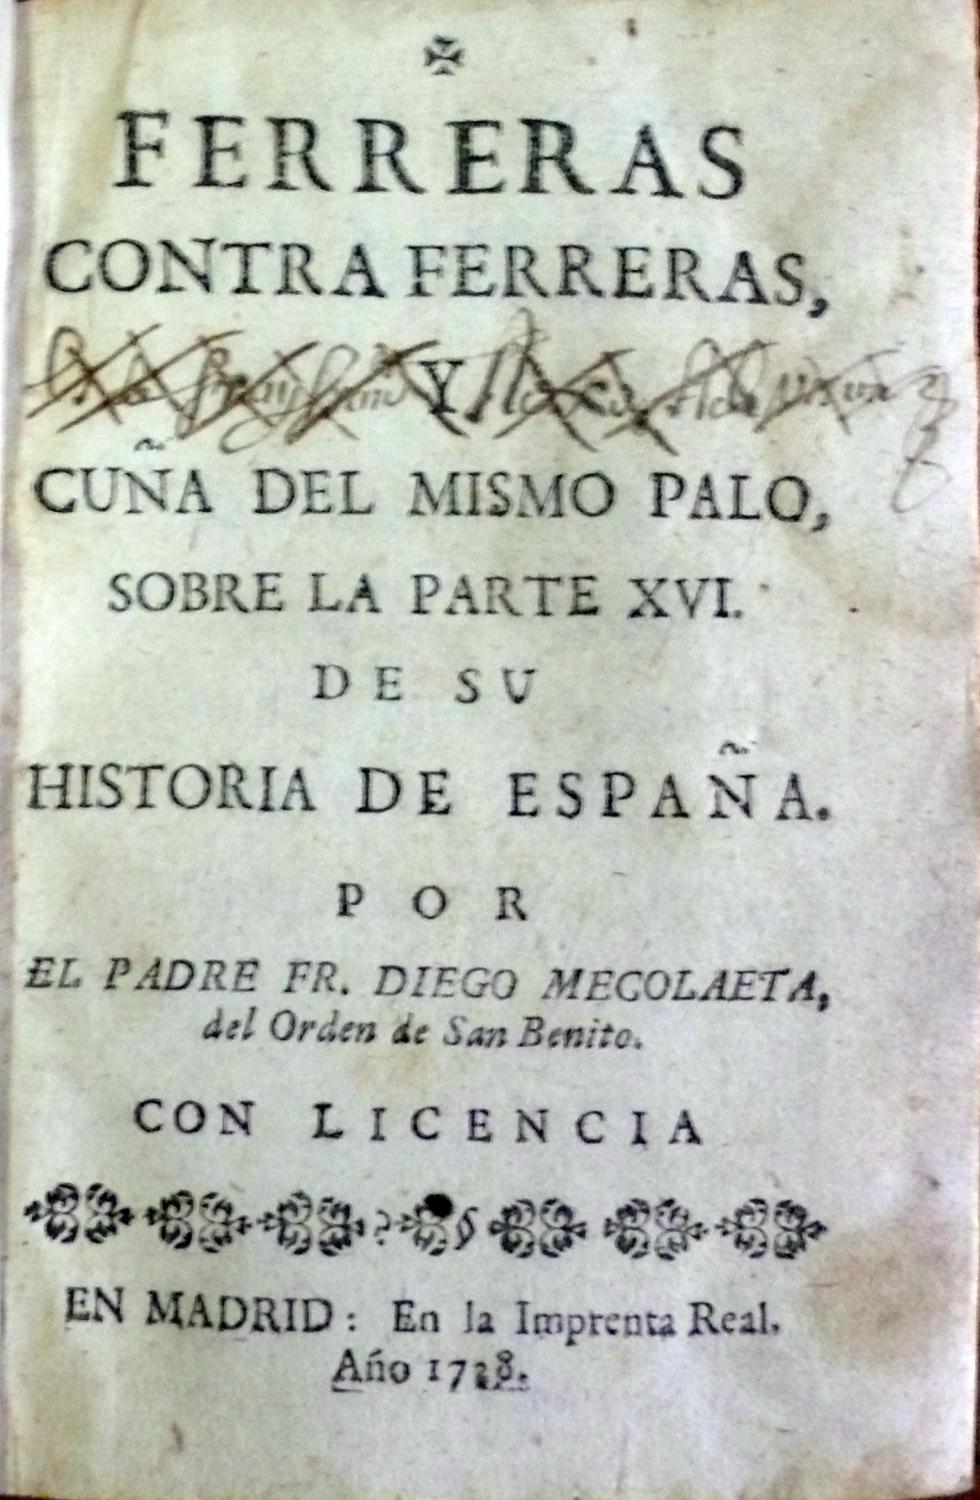 FERRERAS
CONTRA FERRERAS,
Y
CUÑA DEL MISMO PALO,
SOBRE LA PARTE XVI.
DE SU
HISTORIA DE ESPAÑA.
POR
EL PADRE FR. DIEGO MECOLAETA,
del Orden de San Benito.
CON LICENCIA
EN MADRID: En la Imprenta Real.
Año